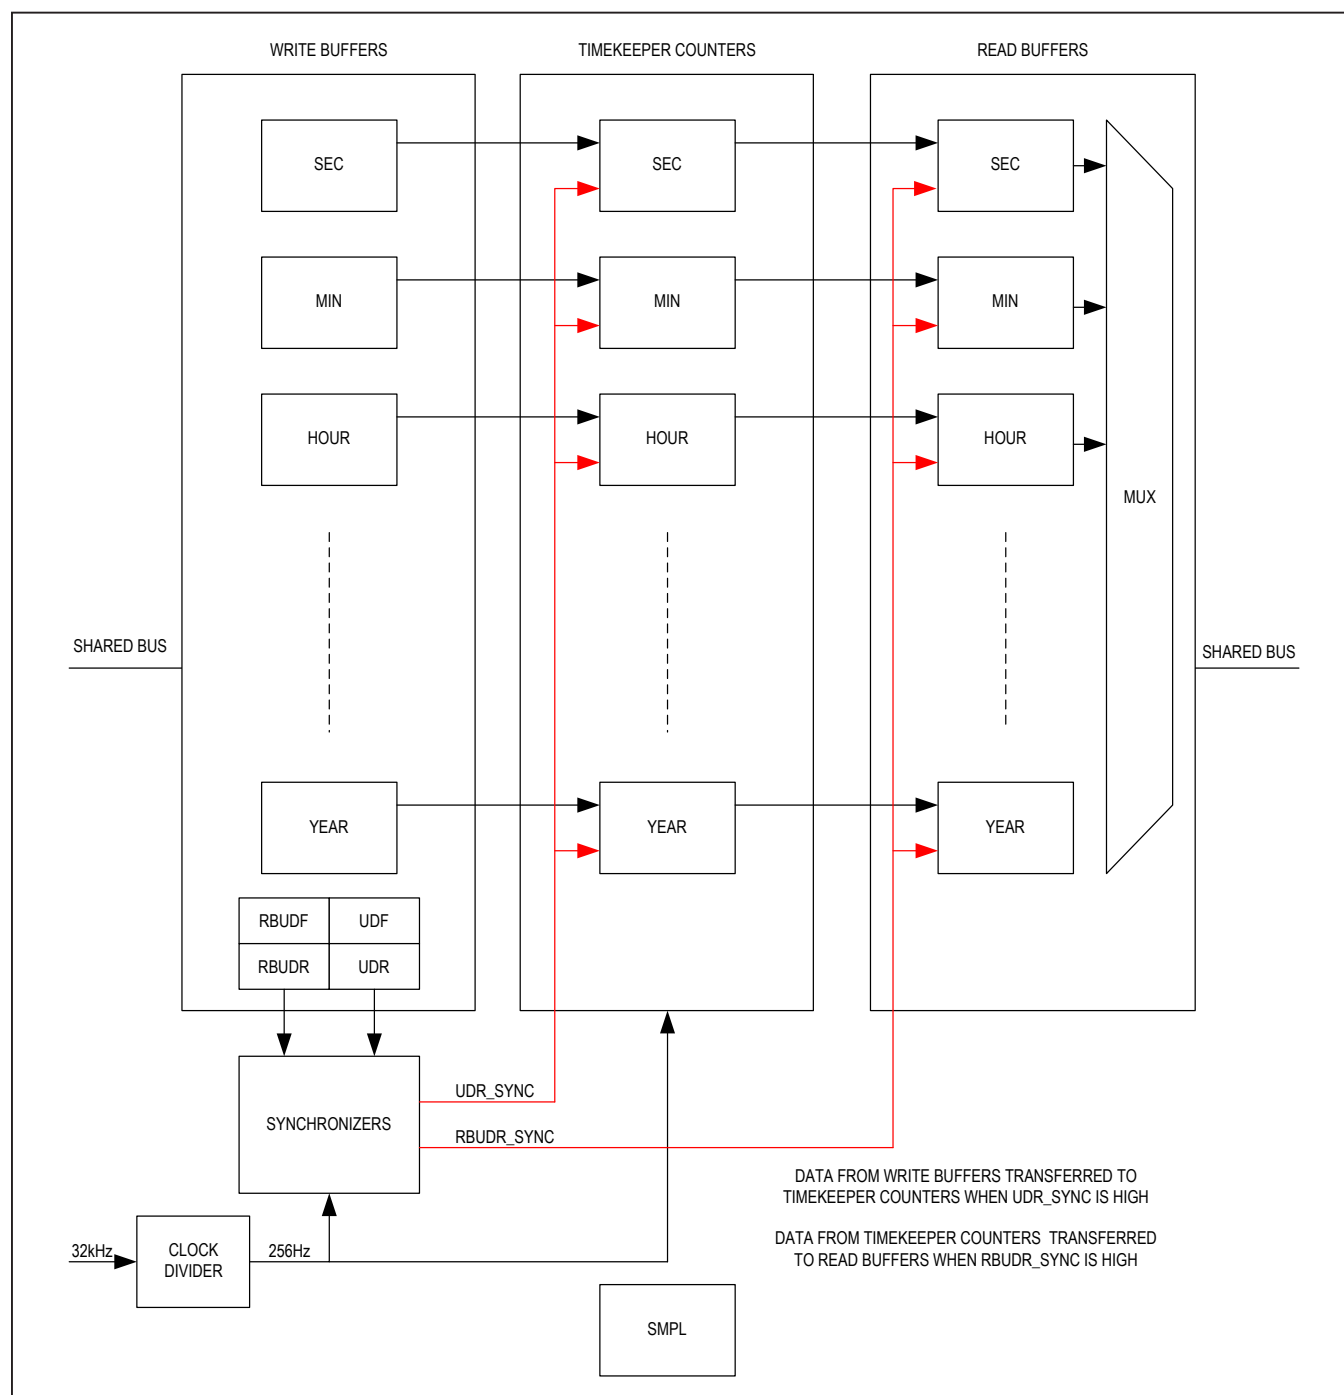 WRITE BUFFERS
TIMEKEEPER COUNTERS
READ BUFFERS
SEC
SEC
SEC
MIN
MIN
MIN
HOUR
HOUR
HOUR
MUX
SHARED BUS
SHARED BUS
YEAR
YEAR
YEAR
RBUDF
UDF
RBUDR
UDR
SYNCHRONIZERS
UDR_SYNC
RBUDR_SYNC
DATA FROM WRITE BUFFERS TRANSFERRED TO
TIMEKEEPER COUNTERS WHEN UDR_SYNC IS HIGH
DATA FROM TIMEKEEPER COUNTERS TRANSFERRED
TO READ BUFFERS WHEN RBUDR_SYNC IS HIGH
32kHz
CLOCK
DIVIDER
256Hz
SMPL